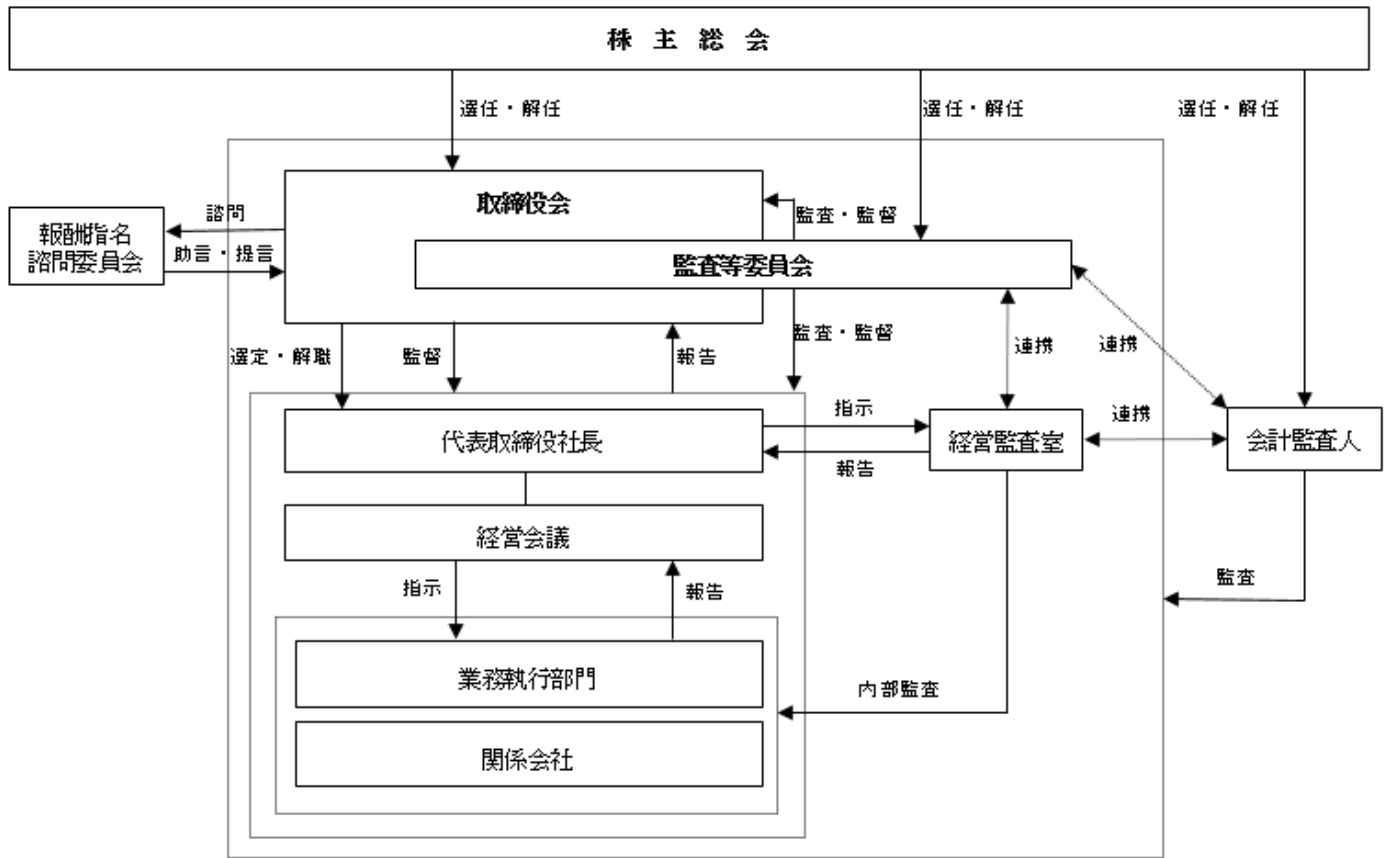 株 主 総 会
選任・解任
選任・解任
選任・解任
取締役会
監査・監督
諮問
報酬指名
諮問委員会
助言・提言
監査等委員会
選定・解職
監督
報告
監査・監督
連携
連携
代表取締役社長
指示
報告
経営監査室
連携
会計監査人
経営会議
指示
報告
監査
業務執行部門
内部監査
関係会社